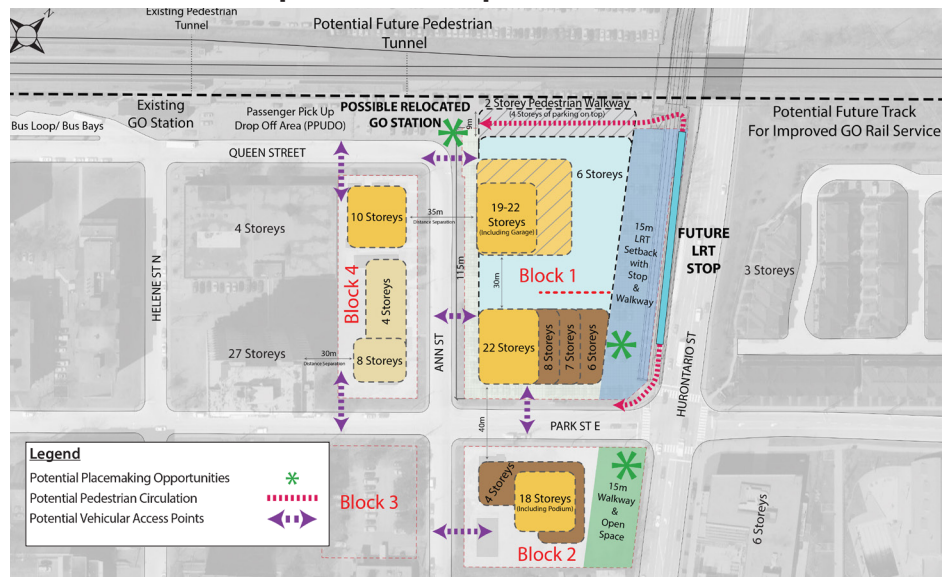 N
Existing Pedestrian
Tunnel
Potential Future Pedestrian
Tunnel
Existing
GO Station
Passenger Pick Up
Drop Off Area (PPUDO)
POSSIBLE RELOCATED
GO STATION
2 Storey Pedestrian Walkway
(4 Storeys of parking on top)
Potential Future Track
For Improved GO Rail Service
Bus Loop/ Bus Bays
QUEEN STREET
9m
6 Storeys
10 Storeys
35m
Distance Separation
19-22
Storeys
(Including Garage)
4 Storeys
15m
LRT
Setback
with
Stop
&
Walkway
FUTURE
LRT
STOP
3 Storeys
HELENE ST N
Block 4
4 Storeys
ANN ST
115m
30m
Block 1
27 Storeys
30m
Distance Separation
8 Storeys
22 Storeys
8 Storeys
7 Storeys
6 Storeys
HURONTARIO ST
40m
PARK ST E
Legend
Potential Placemaking Opportunities
Potential Pedestrian Circulation
Potential Vehicular Access Points
Block 3
4 Storeys
18 Storeys
(Including Podium)
Block 2
15m
Walkway
&
Open
Space
6 Storeys